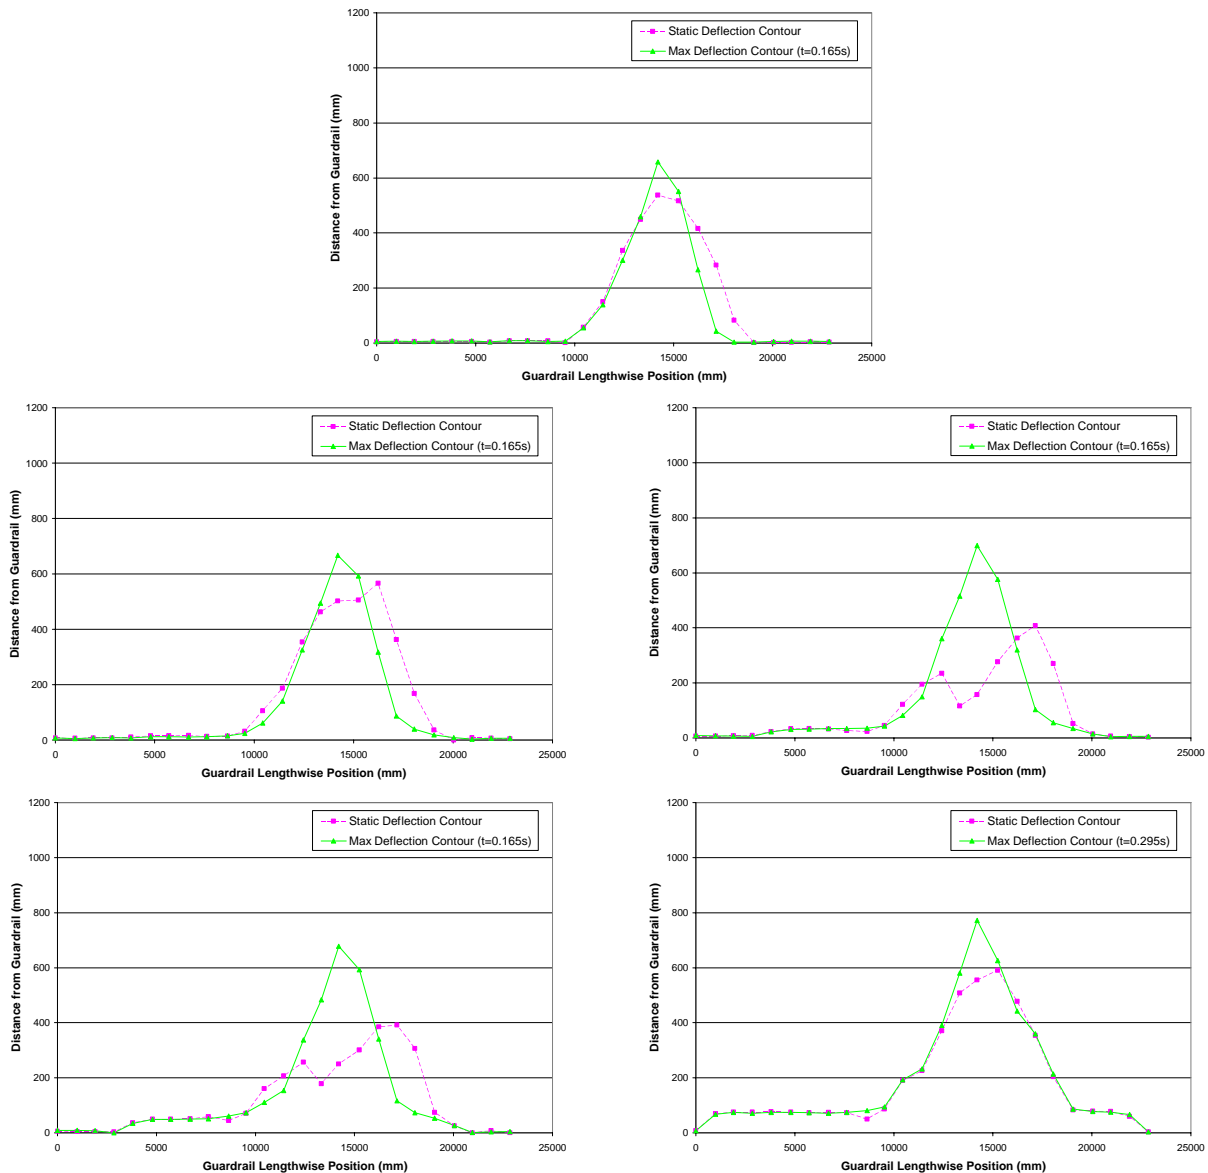 1200
1000
800
600
400
200
0
Distance from Guardrail (mm)
Static Deflection Contour
Max Deflection Contour (t=0.165s)
0 5000 10000 15000 20000 25000
Guardrail Lengthwise Position (mm)
1200
1000
800
600
400
200
0
Distance from Guardrail (mm)
Static Deflection Contour
Max Deflection Contour (t=0.165s)
0 5000 10000 15000 20000 25000
Guardrail Lengthwise Position (mm)
1200
1000
800
600
400
200
0
Distance from Guardrail (mm)
Static Deflection Contour
Max Deflection Contour (t=0.165s)
0 5000 10000 15000 20000 25000
Guardrail Lengthwise Position (mm)
1200
1000
800
600
400
200
0
Distance from Guardrail (mm)
Static Deflection Contour
Max Deflection Contour (t=0.165s)
0 5000 10000 15000 20000 25000
Guardrail Lengthwise Position (mm)
1200
1000
800
600
400
200
0
Distance from Guardrail (mm)
Static Deflection Contour
Max Deflection Contour (t=0.295s)
0 5000 10000 15000 20000 25000
Guardrail Lengthwise Position (mm)